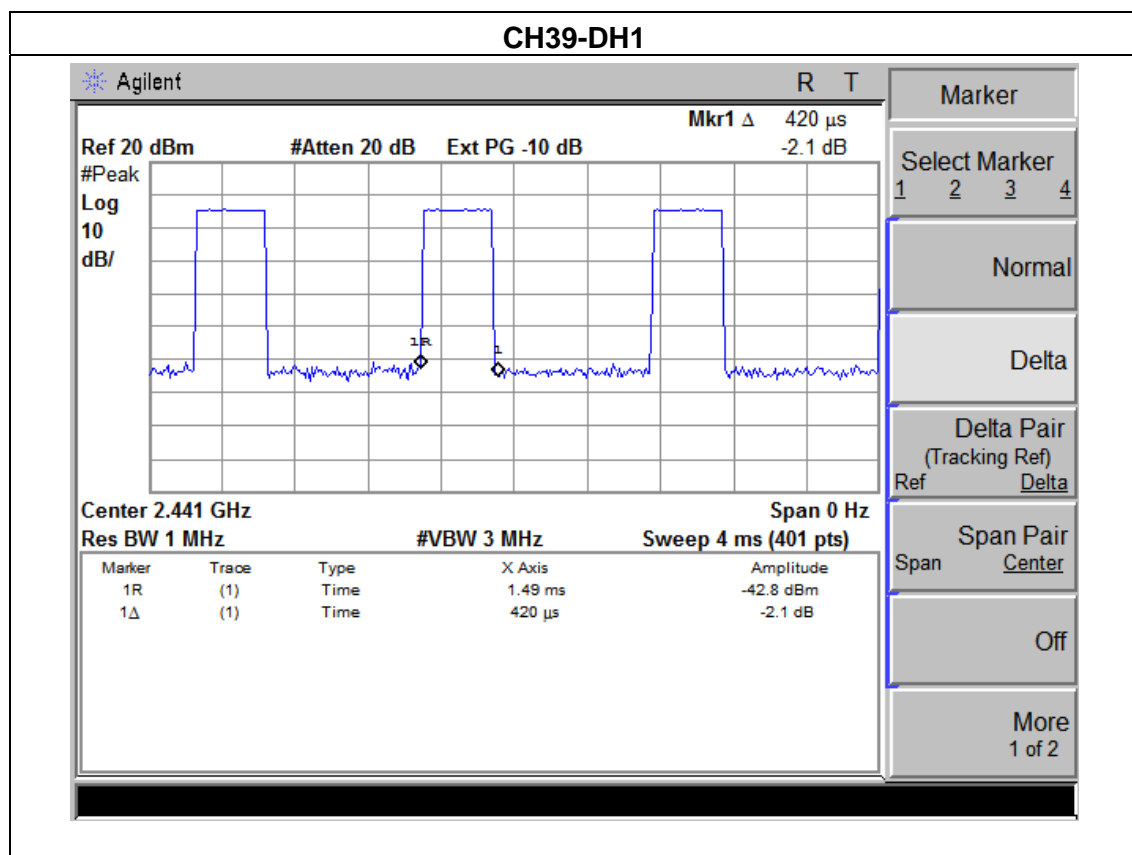 CH39-DH1
Agilent R T
Mkr1 Δ 420 μs
Ref 20 dBm #Atten 20 dB Ext PG -10 dB -2.1 dB
#Peak
Log
10
dB/
1R
1
Center 2.441 GHz Span 0 Hz
Res BW 1 MHz #VBW 3 MHz Sweep 4 ms (401 pts)
Marker Trace Type X Axis Amplitude
1R (1) Time 1.49 ms -42.8 dBm
1Δ (1) Time 420 μs -2.1 dB
Marker
Select Marker
1 2 3 4
Normal
Delta
Delta Pair
(Tracking Ref)
Ref Delta
Span Pair
Span Center
Off
More
1 of 2